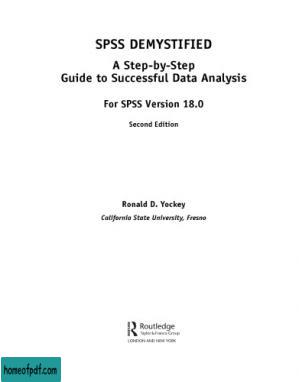 SPSS DEMYSTIFIED
A Step-by-Step
Guide to Successful Data Analysis
For SPSS Version 18.0
Second Edition
Ronald D. Yockey
California State University, Fresno
R Routledge
Taylor & Francis Group
LONDON AND NEW YORK
homeofpdf.com